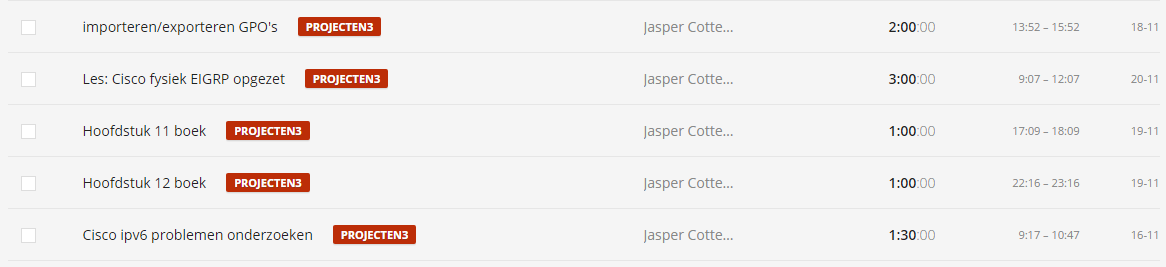 importeren/exporteren GPO's PROJECTEN3 Jasper Cotte... 2:00:00 13:52 – 15:52 18-11
Les: Cisco fysiek EIGRP opgezet PROJECTEN3 Jasper Cotte... 3:00:00 9:07 – 12:07 20-11
Hoofdstuk 11 boek PROJECTEN3 Jasper Cotte... 1:00:00 17:09 – 18:09 19-11
Hoofdstuk 12 boek PROJECTEN3 Jasper Cotte... 1:00:00 22:16 – 23:16 19-11
Cisco ipv6 problemen onderzoeken PROJECTEN3 Jasper Cotte... 1:30:00 9:17 – 10:47 16-11